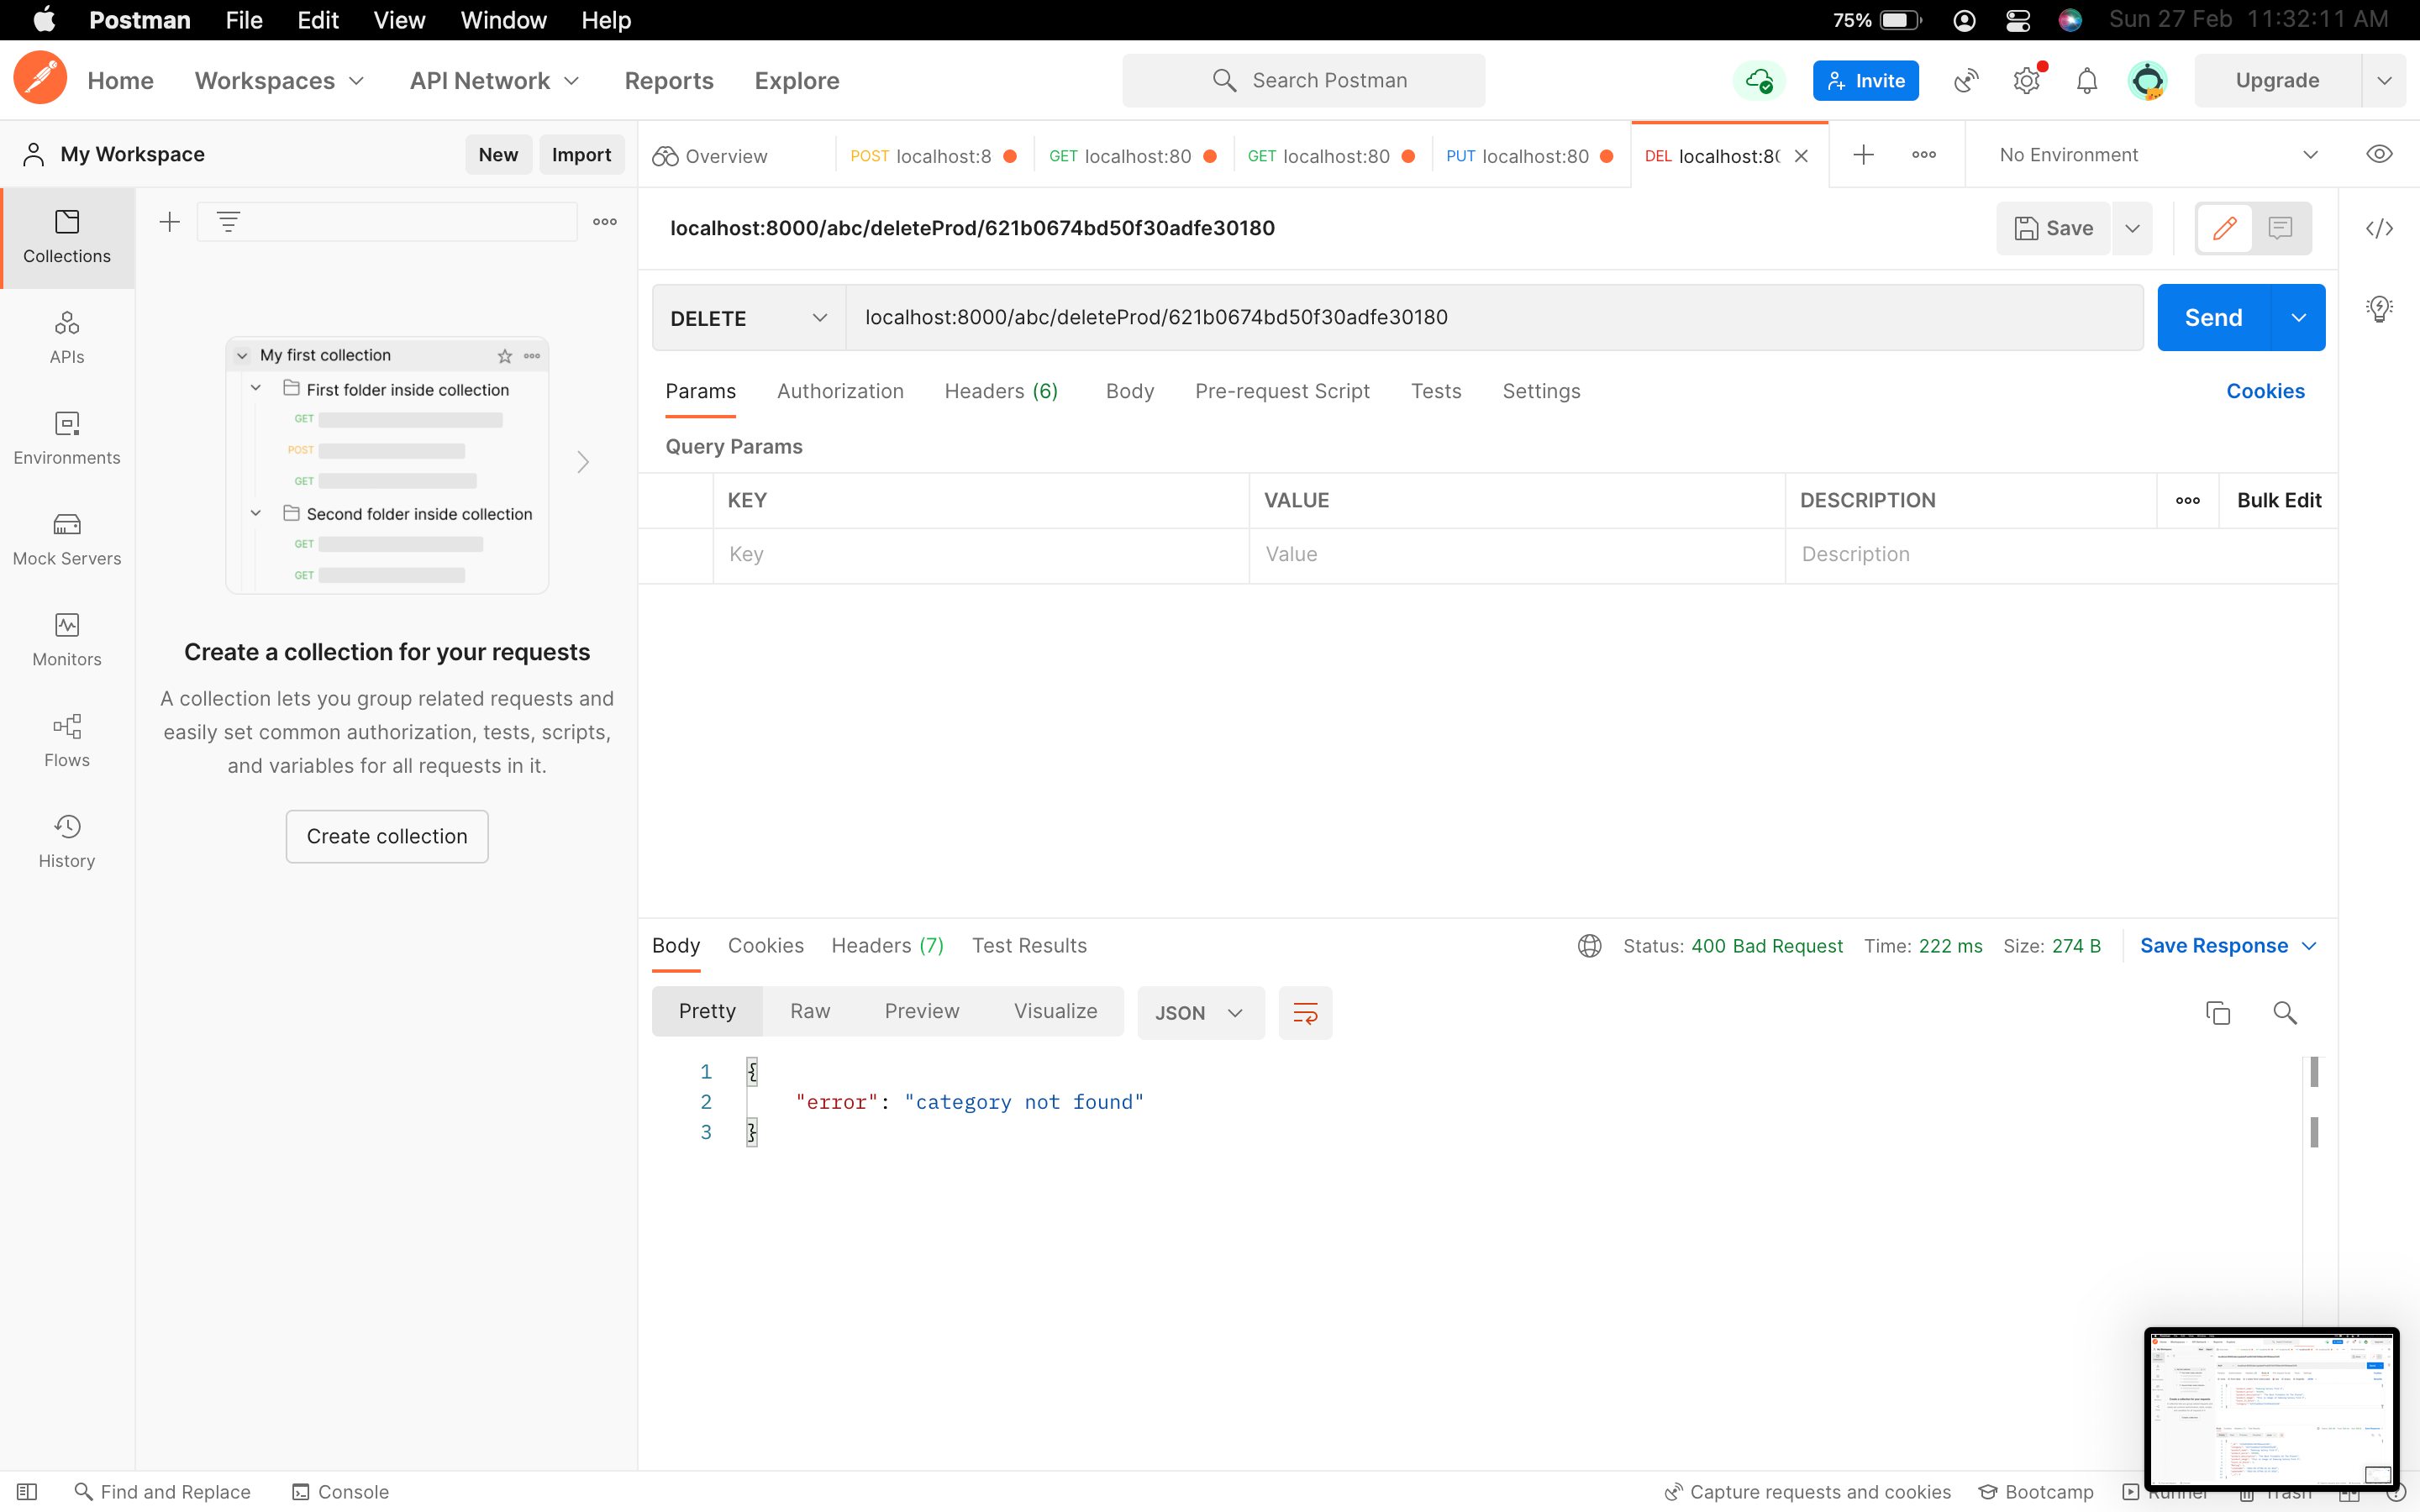 Postman File Edit View Window Help
75% Sun 27 Feb 11:32:11 AM
Home Workspaces API Network Reports Explore
Search Postman
Invite
Upgrade
My Workspace
New Import
Overview
POST localhost:8
GET localhost:80
GET localhost:80
PUT localhost:80
DEL localhost:8
No Environment
Collections
APIs
Environments
Mock Servers
Monitors
Flows
History
My first collection
First folder inside collection
GET
POST
GET
Second folder inside collection
GET
GET
Create a collection for your requests
A collection lets you group related requests and
easily set common authorization, tests, scripts,
and variables for all requests in it.
Create collection
localhost:8000/abc/deleteProd/621b0674bd50f30adfe30180
Save
DELETE localhost:8000/abc/deleteProd/621b0674bd50f30adfe30180
Send
Params Authorization Headers (6) Body Pre-request Script Tests Settings Cookies
Query Params
KEY VALUE DESCRIPTION Bulk Edit
Key Value Description
Body Cookies Headers (7) Test Results
Status: 400 Bad Request Time: 222 ms Size: 274 B Save Response
Pretty Raw Preview Visualize JSON
1 {
2 "error": "category not found"
3 }
Find and Replace Console
Capture requests and cookies Bootcamp Runner Trash